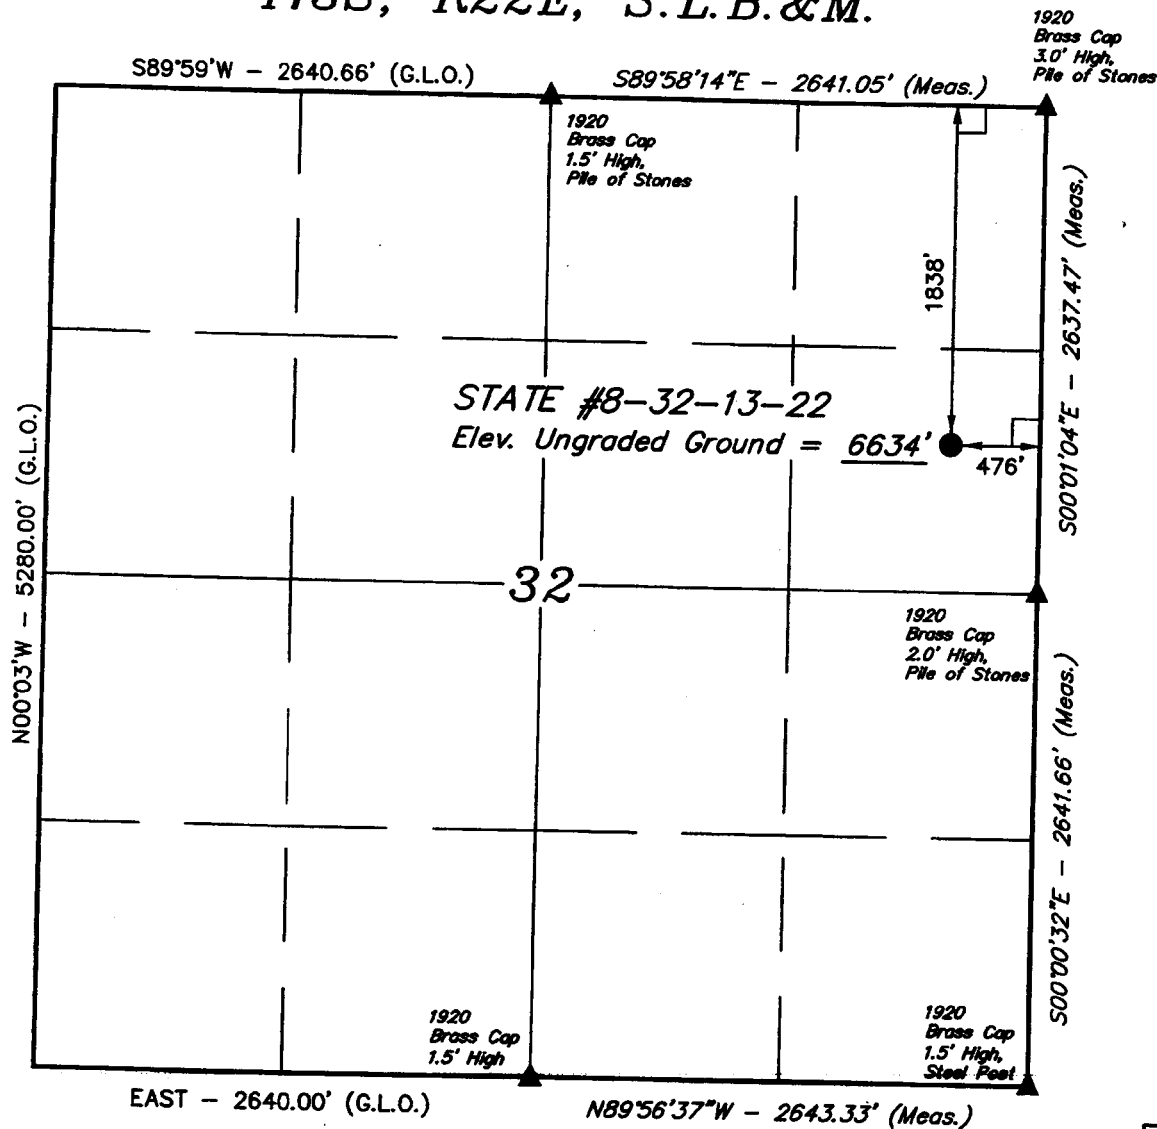 R22E, S.L.B.&M.
1920
Brass Cap
3.0' High,
Pile of Stones
S89°59'W - 2640.66' (G.L.O.)
S89°58'14"E - 2641.05' (Meas.)
1920
Brass Cap
1.5' High,
Pile of Stones
1838'
S00°01'04"E - 2637.47' (Meas.)
STATE #8-32-13-22
Elev. Ungraded Ground = 6634'
476'
N00°03'W - 5280.00' (G.L.O.)
32
1920
Brass Cap
2.0' High,
Pile of Stones
S00°00'32"E - 2641.66' (Meas.)
1920
Brass Cap
1.5' High
1920
Brass Cap
1.5' High,
Steel Post
EAST - 2640.00' (G.L.O.)
N89°56'37"W - 2643.33' (Meas.)